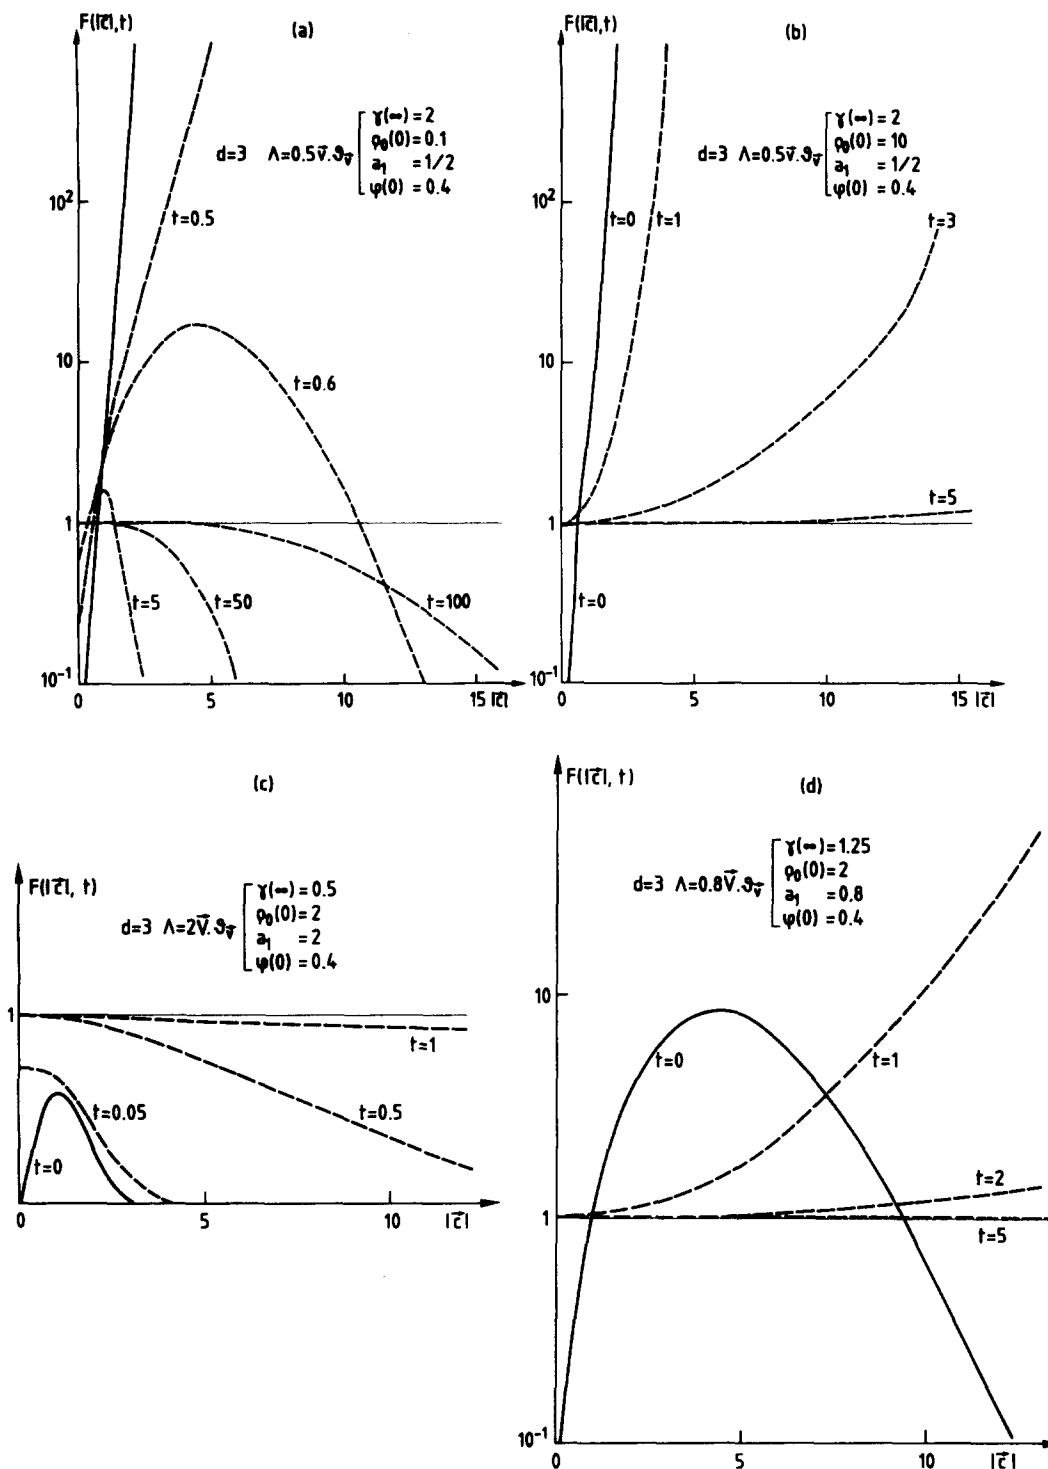 F(|c⃗|,t)
(a)
γ(∞) = 2
d=3 Λ=0.5v⃗.∂v⃗ ρ₀(0) = 0.1
a₁ = 1/2
φ(0) = 0.4
10²
t=0.5
10
t=0.6
1
t=5
t=50
t=100
10⁻¹
0 5 10 15 |c⃗|
F(|c⃗|,t)
(b)
γ(∞) = 2
d=3 Λ=0.5v⃗.∂v⃗ ρ₀(0) = 10
a₁ = 1/2
φ(0) = 0.4
10²
t=0
t=1
t=3
10
1
t=5
t=0
10⁻¹
0 5 10 15 |c⃗|
(c)
F(|c⃗|, t)
γ(∞) = 0.5
d=3 Λ=2v⃗.∂v⃗ ρ₀(0) = 2
a₁ = 2
φ(0) = 0.4
1
t=1
t=0.05
t=0.5
t=0
0 5 10 |c⃗|
F(|c⃗|, t)
(d)
γ(∞) = 1.25
d=3 Λ=0.8v⃗.∂v⃗ ρ₀(0) = 2
a₁ = 0.8
φ(0) = 0.4
10
t=0
t=1
t=2
1
t=5
10⁻¹
0 5 10 |c⃗|